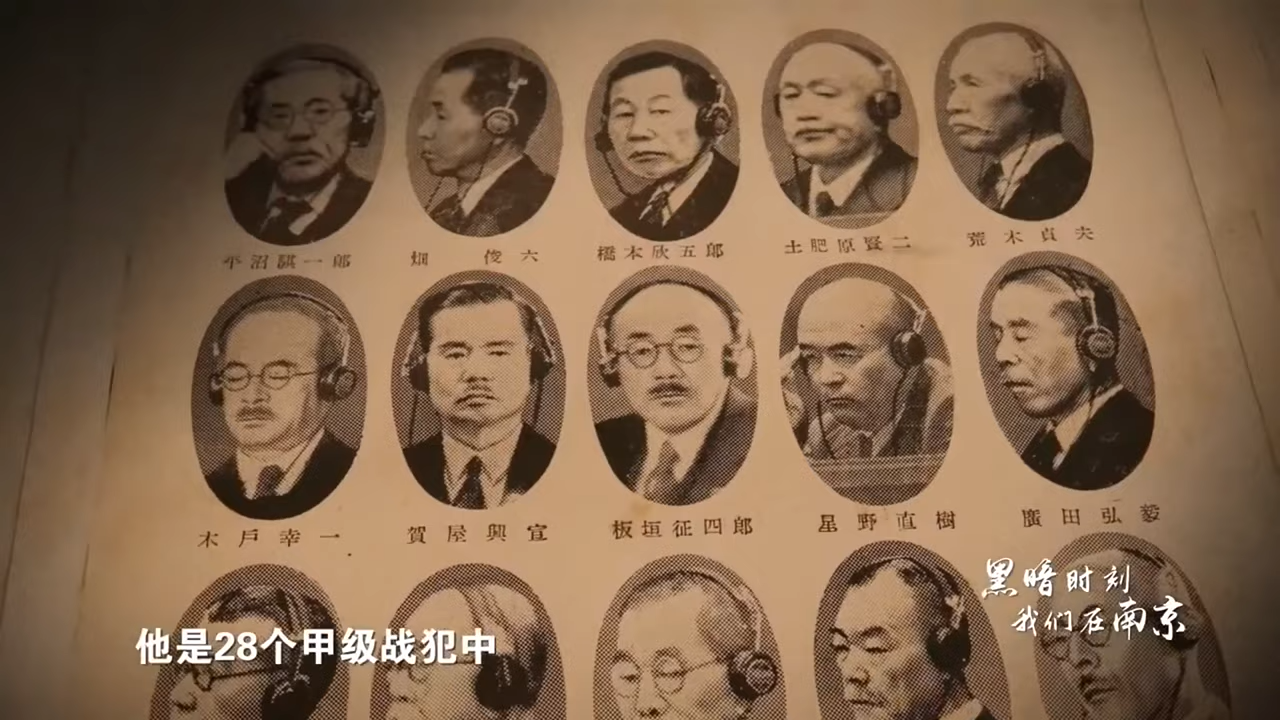 平沼騏一郎
畑 俊六
橋本欣五郎
土肥原賢二
荒木貞夫
木戶幸一
賀屋興宣
板垣征四郎
星野直樹
廣田弘毅
黑暗时刻
我们在南京
他是28个甲级战犯中